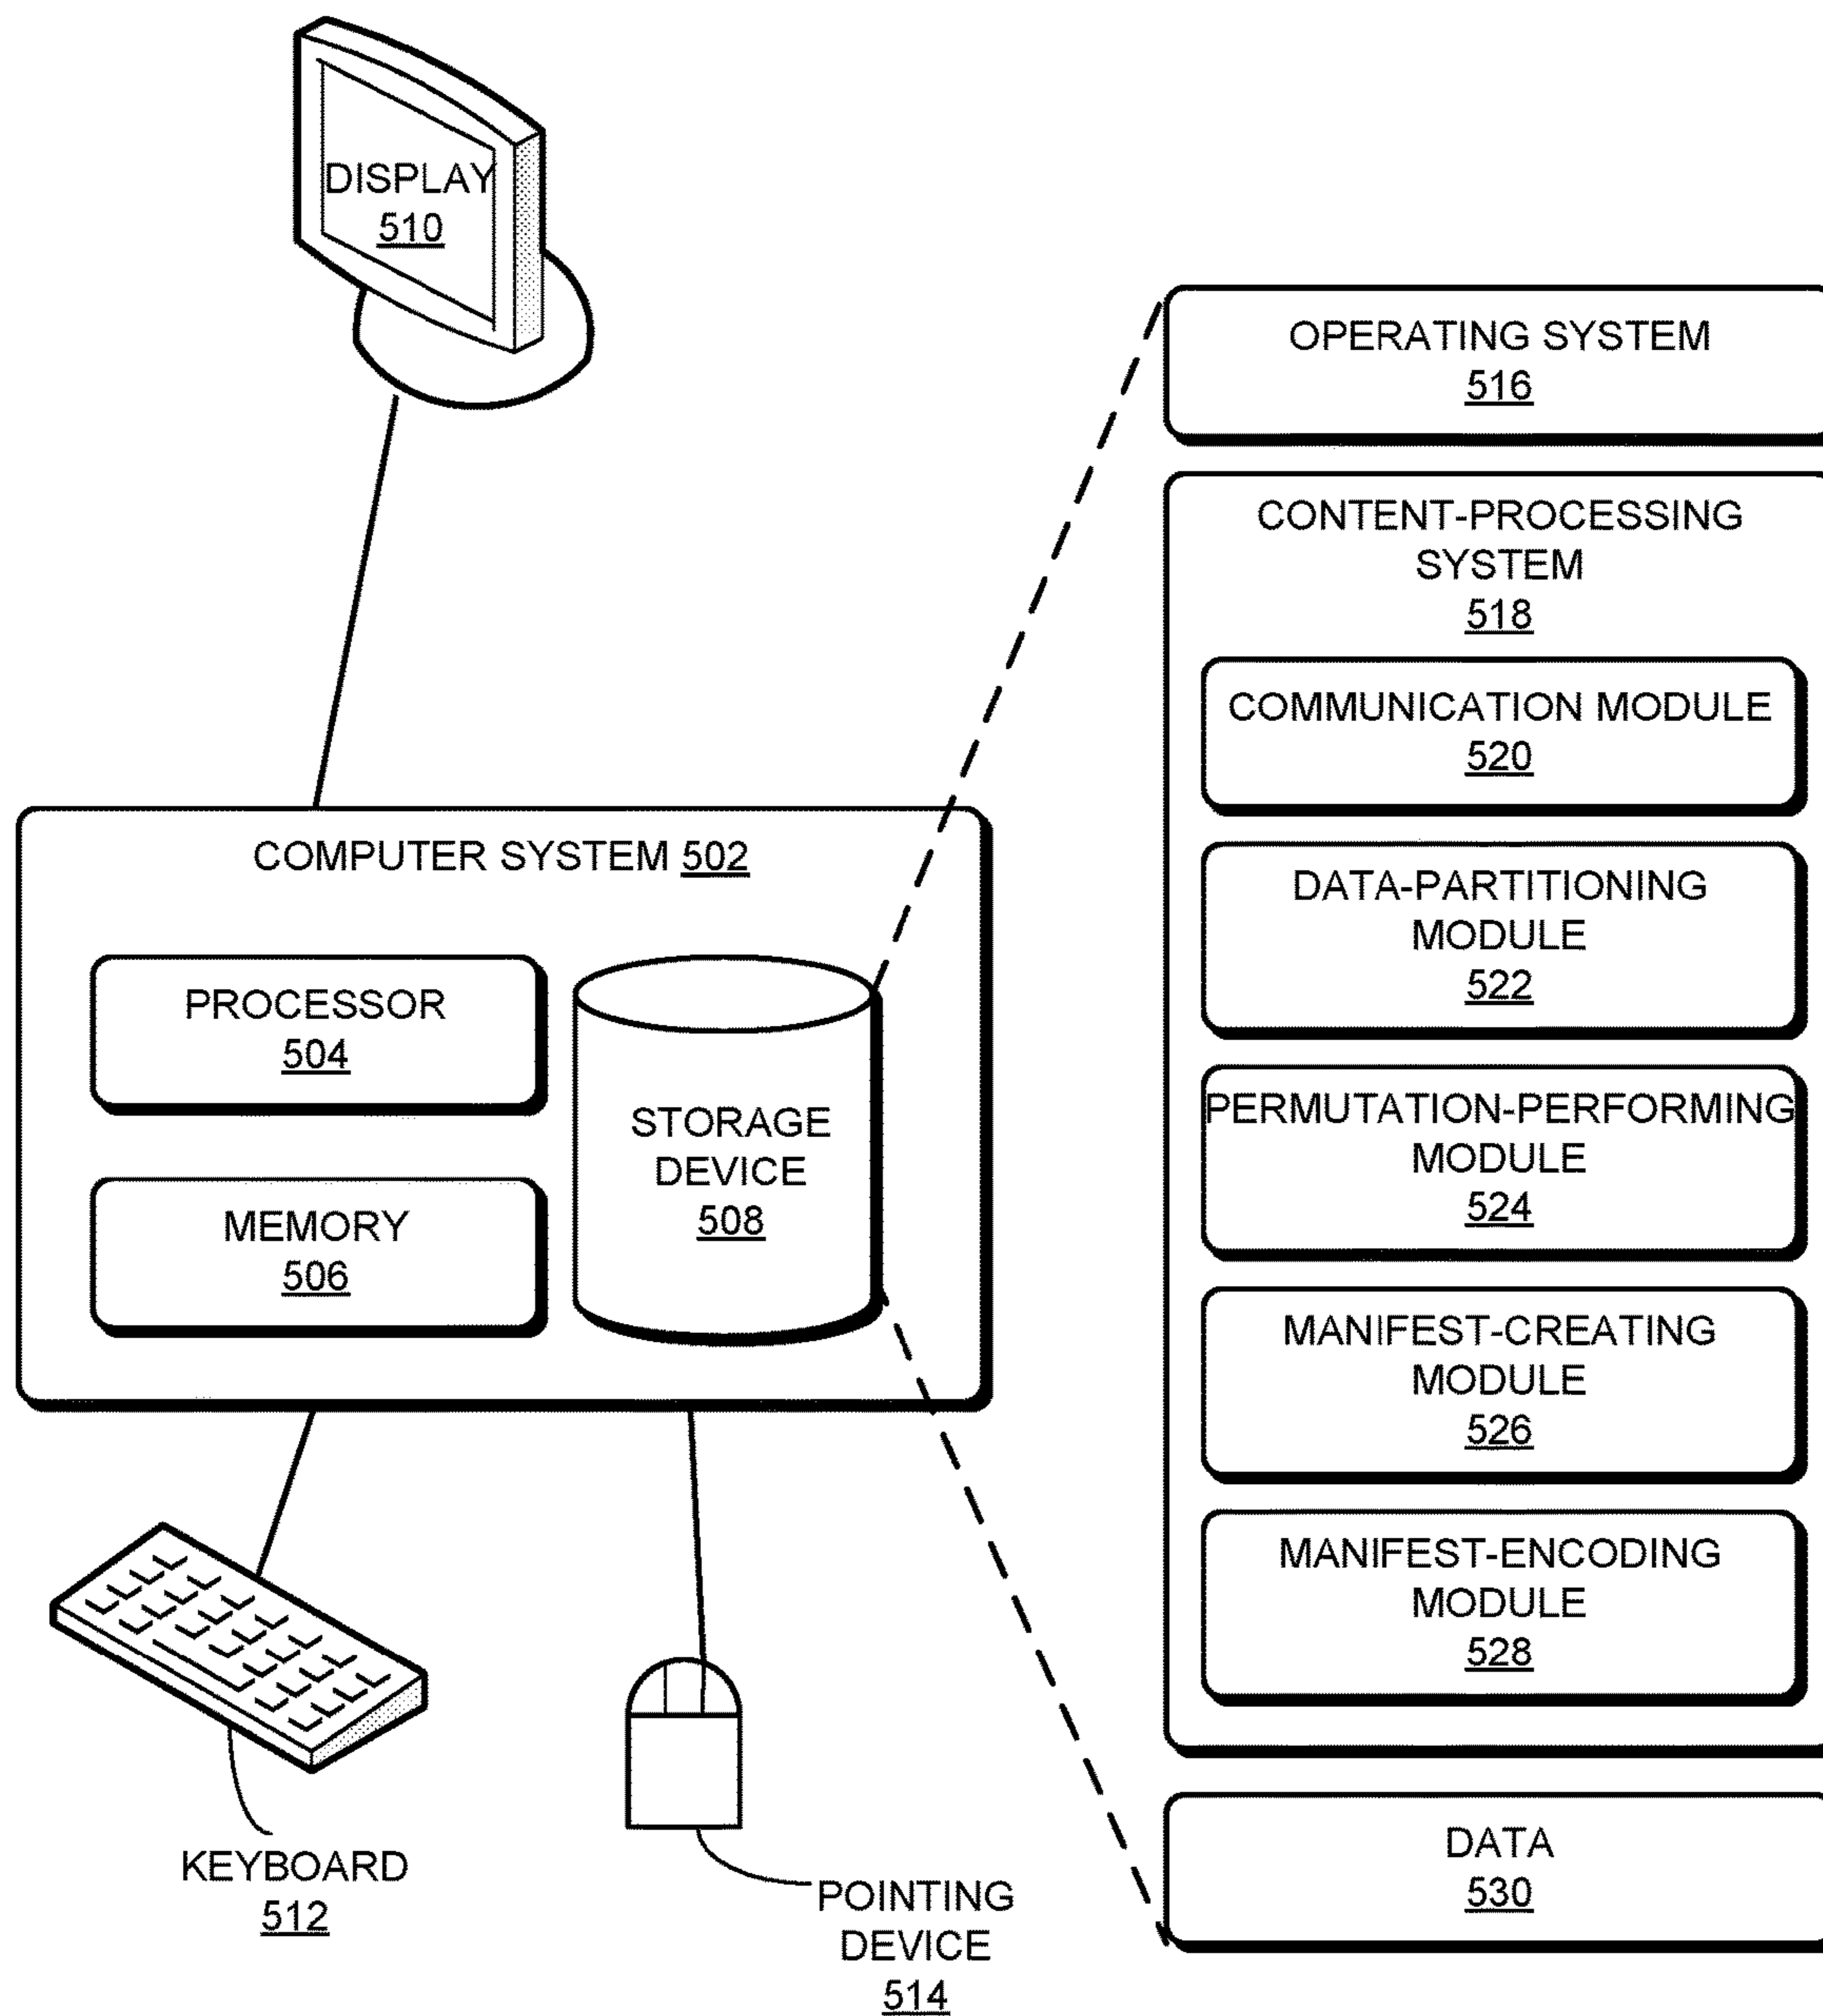 DISPLAY
510
OPERATING SYSTEM
516
CONTENT-PROCESSING
SYSTEM
518
COMMUNICATION MODULE
520
DATA-PARTITIONING
MODULE
522
PERMUTATION-PERFORMING
MODULE
524
MANIFEST-CREATING
MODULE
526
MANIFEST-ENCODING
MODULE
528
DATA
530
COMPUTER SYSTEM 502
PROCESSOR
504
MEMORY
506
STORAGE
DEVICE
508
KEYBOARD
512
POINTING
DEVICE
514